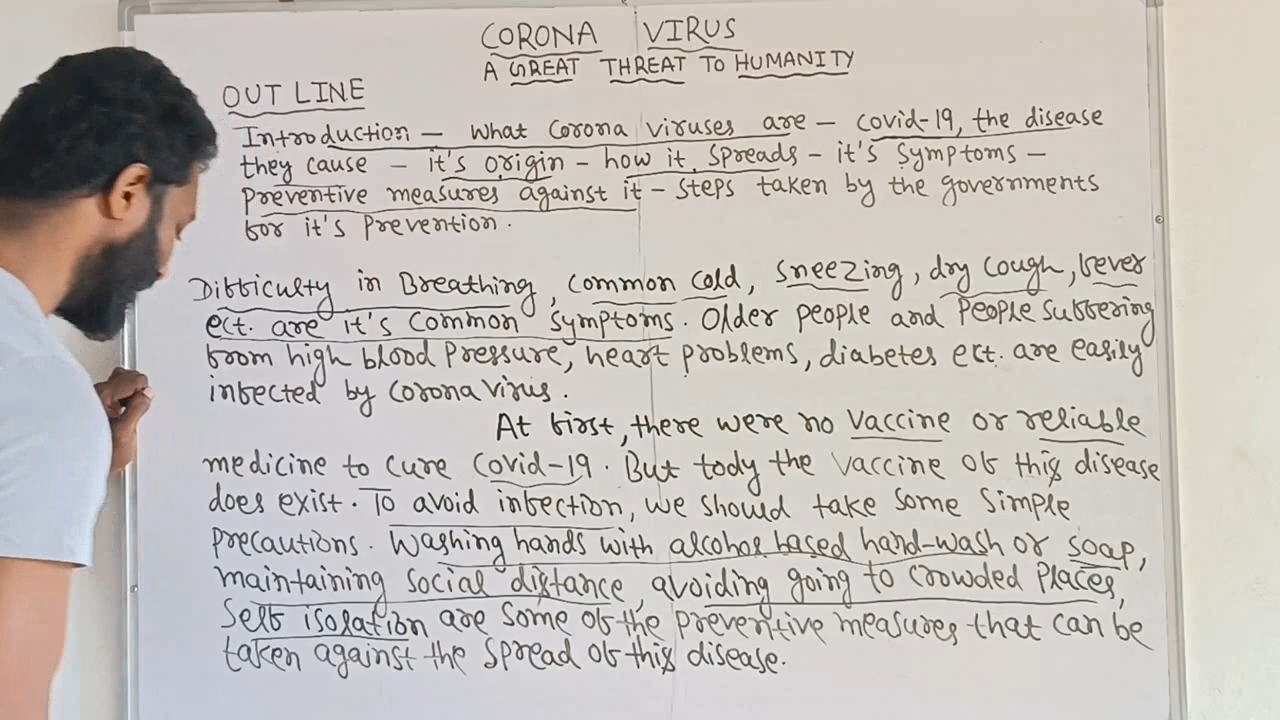 CORONA VIRUS
A GREAT THREAT TO HUMANITY
OUT LINE
Introduction – What Corona viruses are – covid-19, the disease
they cause – it's origin – how it spreads – it's symptoms –
preventive measures against it – steps taken by the governments
for it's prevention.
Difficulty in Breathing, common cold, sneezing, dry cough, fever
ect. are it's common symptoms. Older people and people suffering
from high blood pressure, heart problems, diabetes ect. are easily
infected by corona virus.
At first, there were no vaccine or reliable
medicine to cure Covid-19. But tody the vaccine of this disease
does exist. To avoid infection, we should take some simple
precautions. Washing hands with alcohos based hand-wash or soap,
maintaining social distance, avoiding going to crowded places,
self isolation are some of the preventive measures that can be
taken against the spread of this disease.